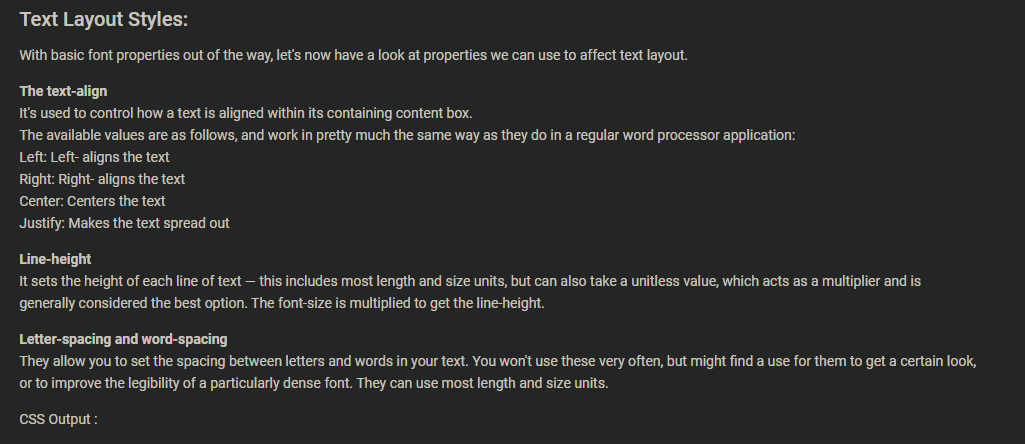 Text Layout Styles:
With basic font properties out of the way, let's now have a look at properties we can use to affect text layout.
The text-align
It's used to control how a text is aligned within its containing content box.
The available values are as follows, and work in pretty much the same way as they do in a regular word processor application:
Left: Left- aligns the text
Right: Right- aligns the text
Center: Centers the text
Justify: Makes the text spread out
Line-height
It sets the height of each line of text — this includes most length and size units, but can also take a unitless value, which acts as a multiplier and is
generally considered the best option. The font-size is multiplied to get the line-height.
Letter-spacing and word-spacing
They allow you to set the spacing between letters and words in your text. You won't use these very often, but might find a use for them to get a certain look,
or to improve the legibility of a particularly dense font. They can use most length and size units.
CSS Output :